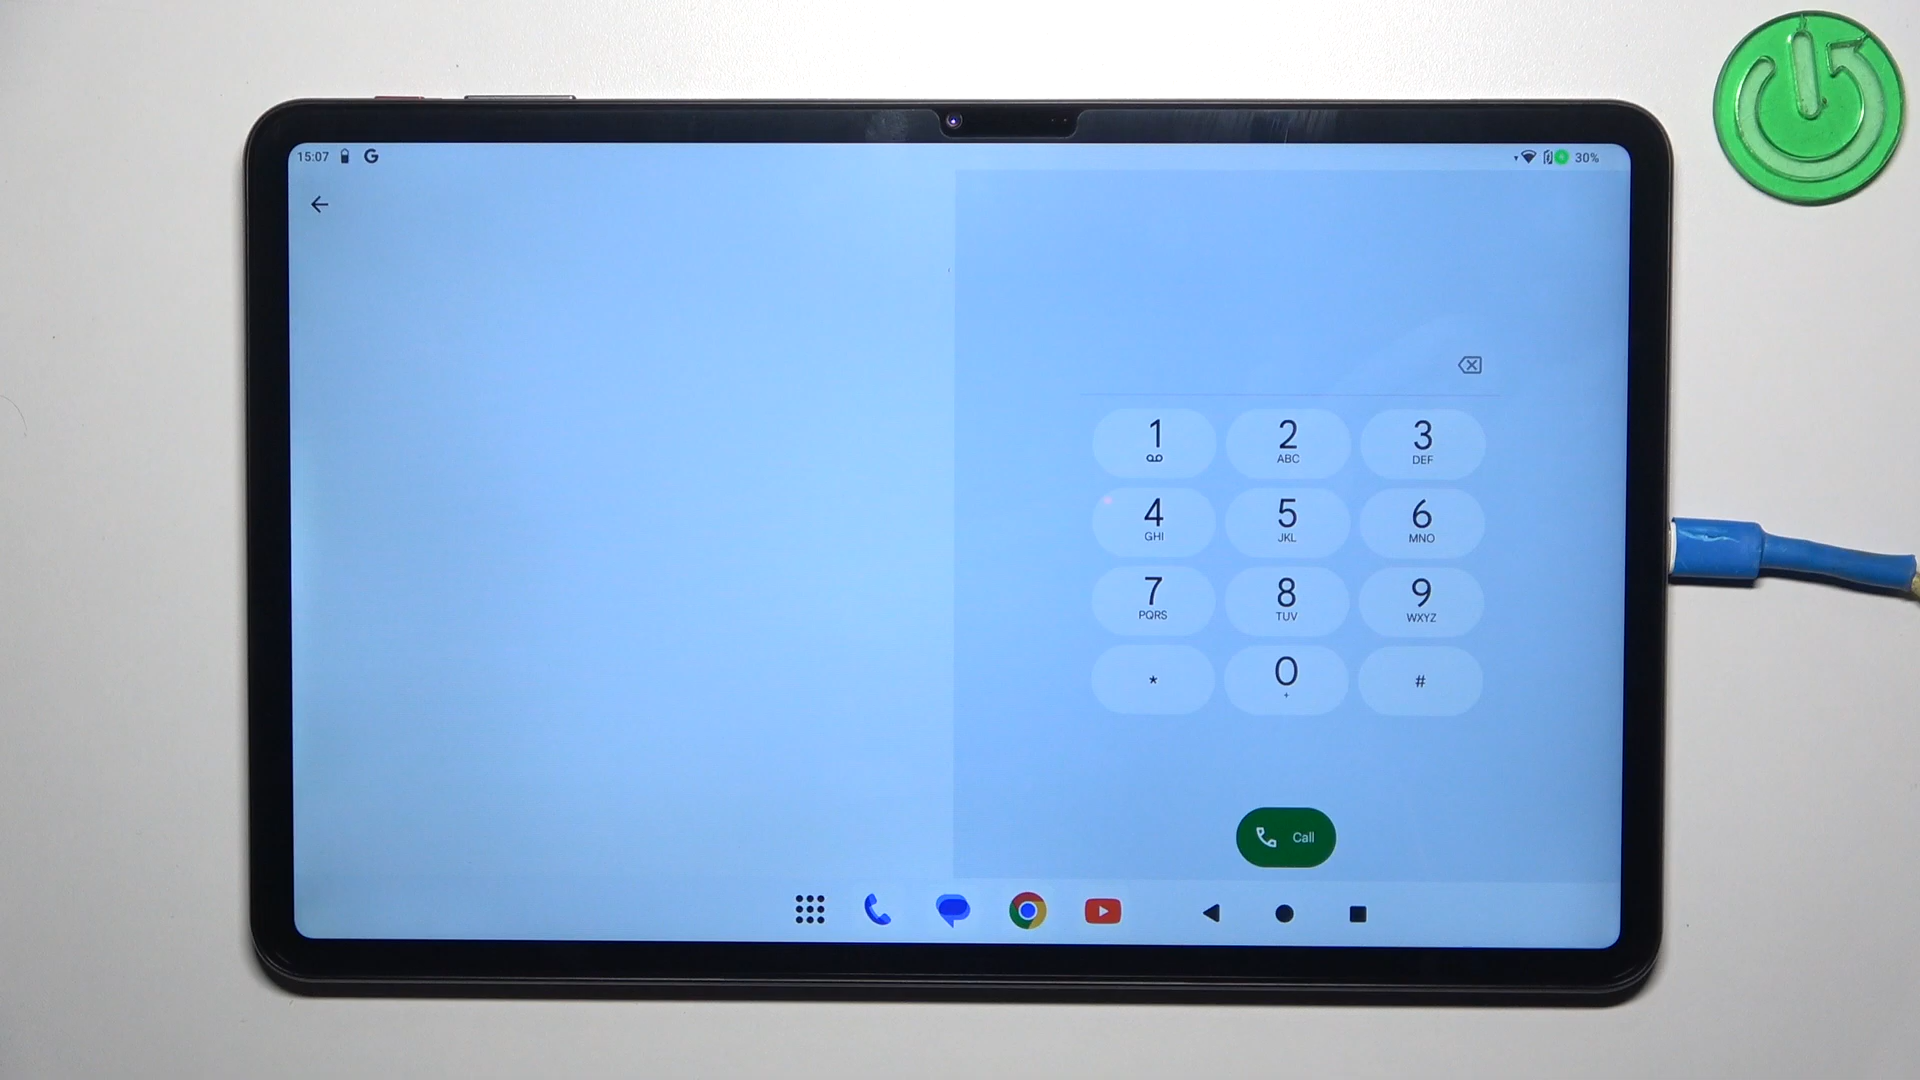 15:07 G 30%
1
2 ABC
3 DEF
4 GHI
5 JKL
6 MNO
7 PQRS
8 TUV
9 WXYZ
*
0 +
#
Call